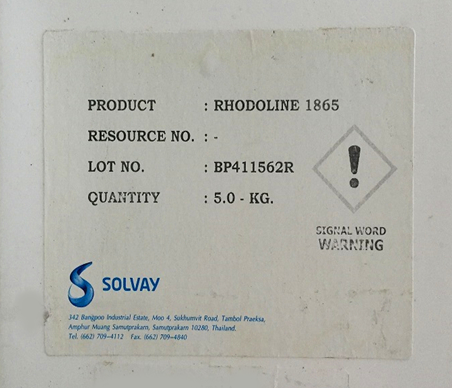 PRODUCT : RHODOLINE 1865
RESOURCE NO. : -
LOT NO. : BP411562R
QUANTITY : 5.0 - KG.
!
SIGNAL WORD
WARNING
SOLVAY
342 Bangpoo Industrial Estate, Moo 4, Sukhumvit Road, Tambol Praeksa,
Amphur Muang Samutprakarn, Samutprakarn 10280, Thailand.
Tel. (662) 709-4112 Fax. (662) 709-4840